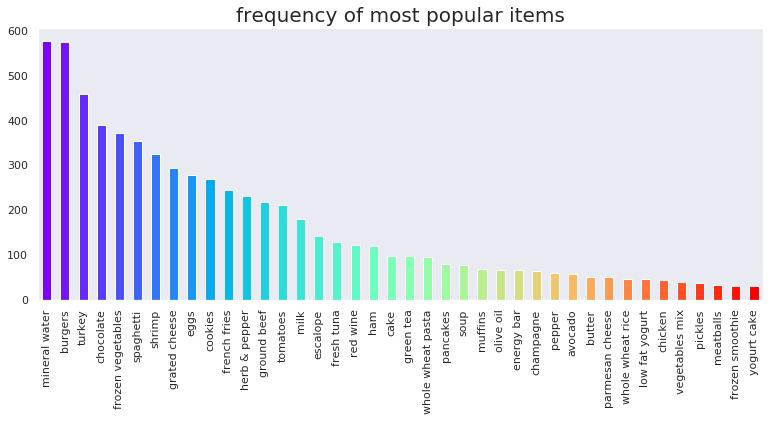 frequency of most popular items
600
500
400
300
200
100
0
mineral water
burgers
turkey
chocolate
frozen vegetables
spaghetti
shrimp
grated cheese
eggs
cookies
french fries
herb & pepper
ground beef
tomatoes
milk
escalope
fresh tuna
red wine
ham
cake
green tea
whole wheat pasta
pancakes
soup
muffins
olive oil
energy bar
champagne
pepper
avocado
butter
parmesan cheese
whole wheat rice
low fat yogurt
chicken
vegetables mix
pickles
meatballs
frozen smoothie
yogurt cake